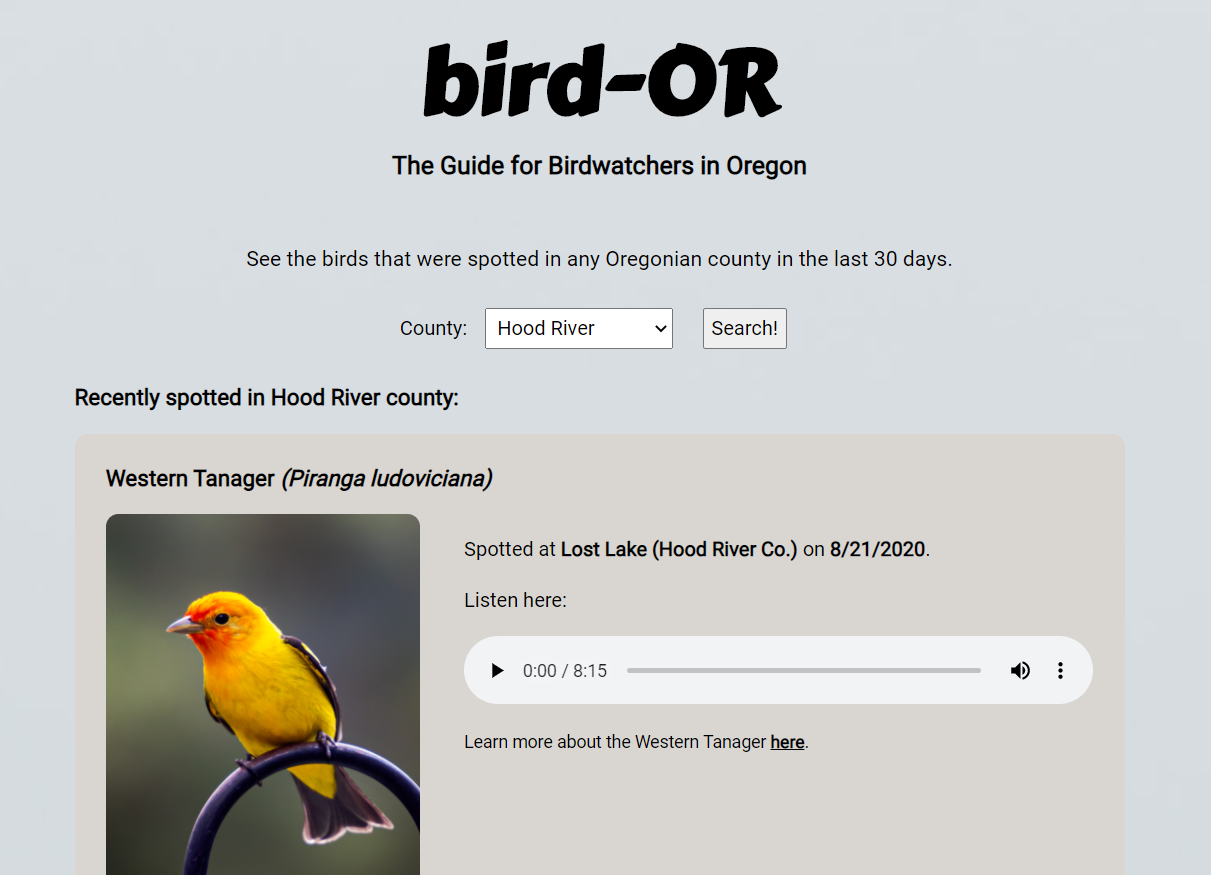 bird-OR
The Guide for Birdwatchers in Oregon
See the birds that were spotted in any Oregonian county in the last 30 days.
County: Hood River Search!
Recently spotted in Hood River county:
Western Tanager (Piranga ludoviciana)
Spotted at Lost Lake (Hood River Co.) on 8/21/2020.
Listen here:
0:00 / 8:15
Learn more about the Western Tanager here.